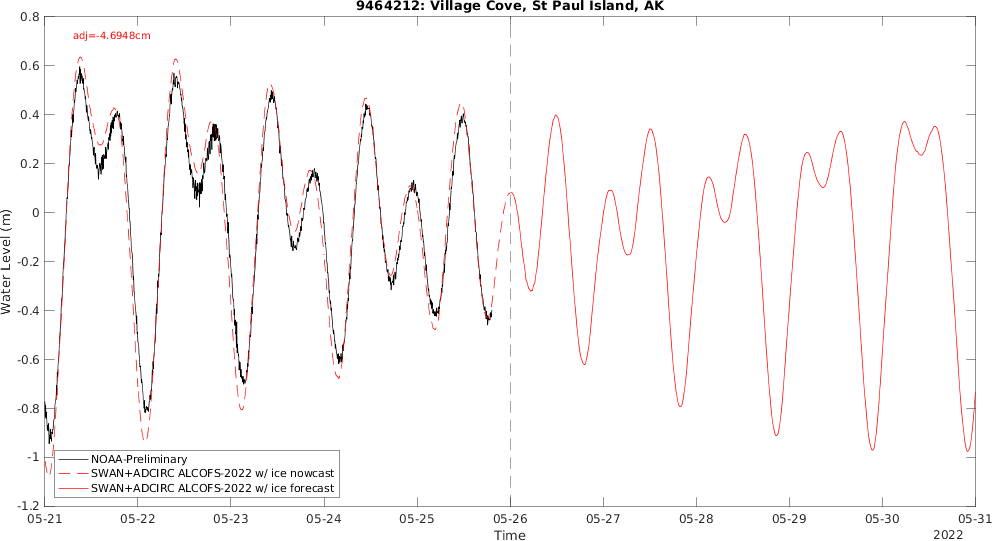 9464212: Village Cove, St Paul Island, AK
adj=-4.6948cm
Water Level (m)
0.8
0.6
0.4
0.2
0
-0.2
-0.4
-0.6
-0.8
-1
-1.2
NOAA-Preliminary
SWAN+ADCIRC ALCOFS-2022 w/ ice nowcast
SWAN+ADCIRC ALCOFS-2022 w/ ice forecast
05-21 05-22 05-23 05-24 05-25 05-26 05-27 05-28 05-29 05-30 05-31
Time
2022